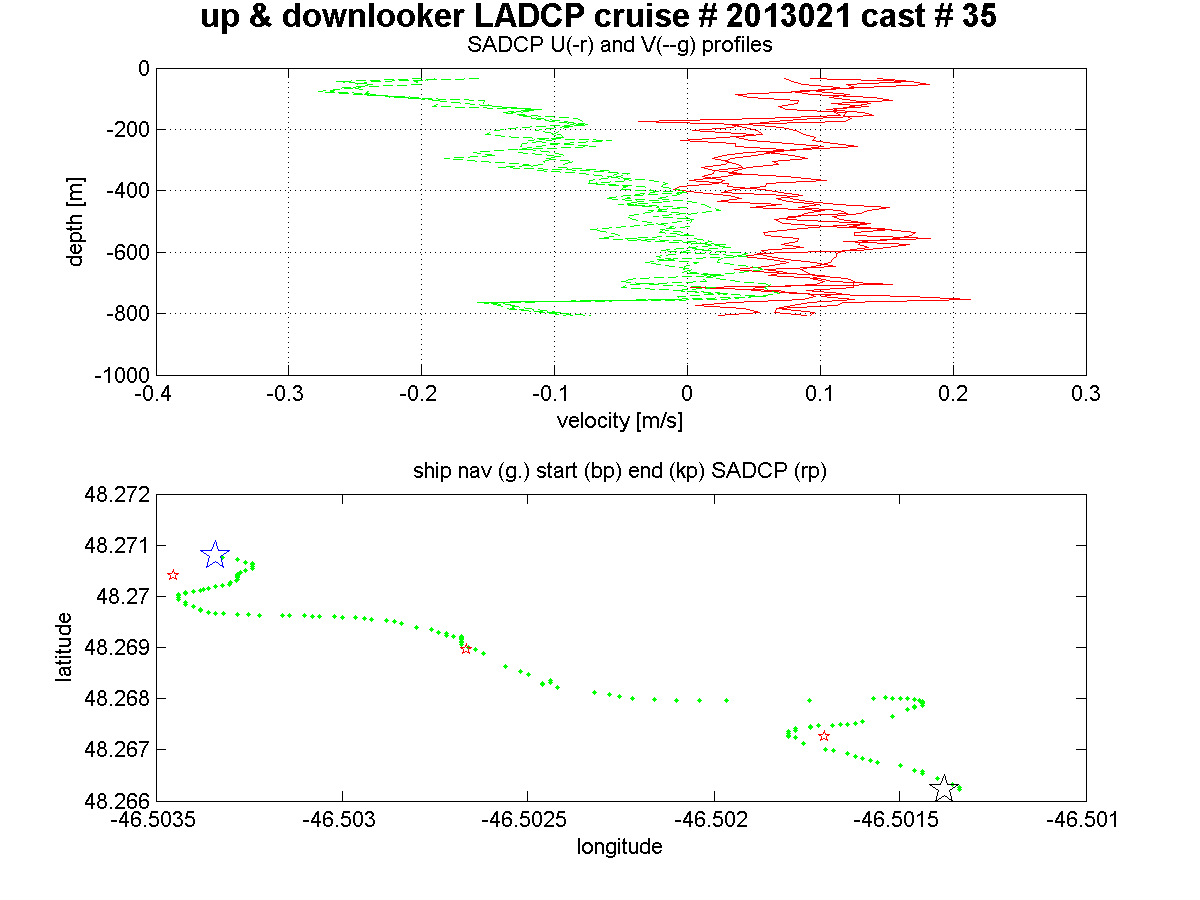 up & downlooker LADCP cruise # 2013021 cast # 35
SADCP U(-r) and V(--g) profiles
0
-200
-400
-600
-800
-1000
depth [m]
-0.4 -0.3 -0.2 -0.1 0 0.1 0.2 0.3
velocity [m/s]
ship nav (g.) start (bp) end (kp) SADCP (rp)
48.272
48.271
48.27
48.269
48.268
48.267
48.266
latitude
-46.5035 -46.503 -46.5025 -46.502 -46.5015 -46.501
longitude